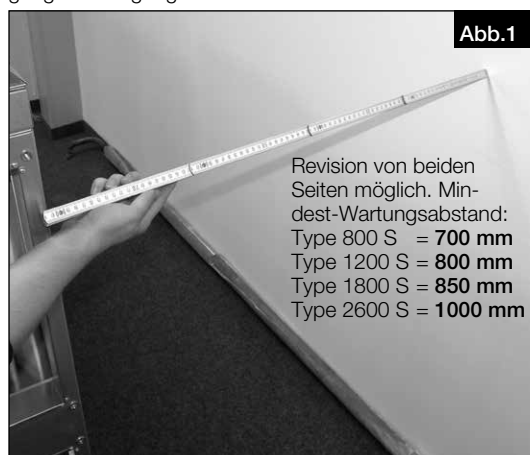 Abb.1
Revision von beiden
Seiten möglich. Min-
dest-Wartungsabstand:
Type 800 S = 700 mm
Type 1200 S = 800 mm
Type 1800 S = 850 mm
Type 2600 S = 1000 mm